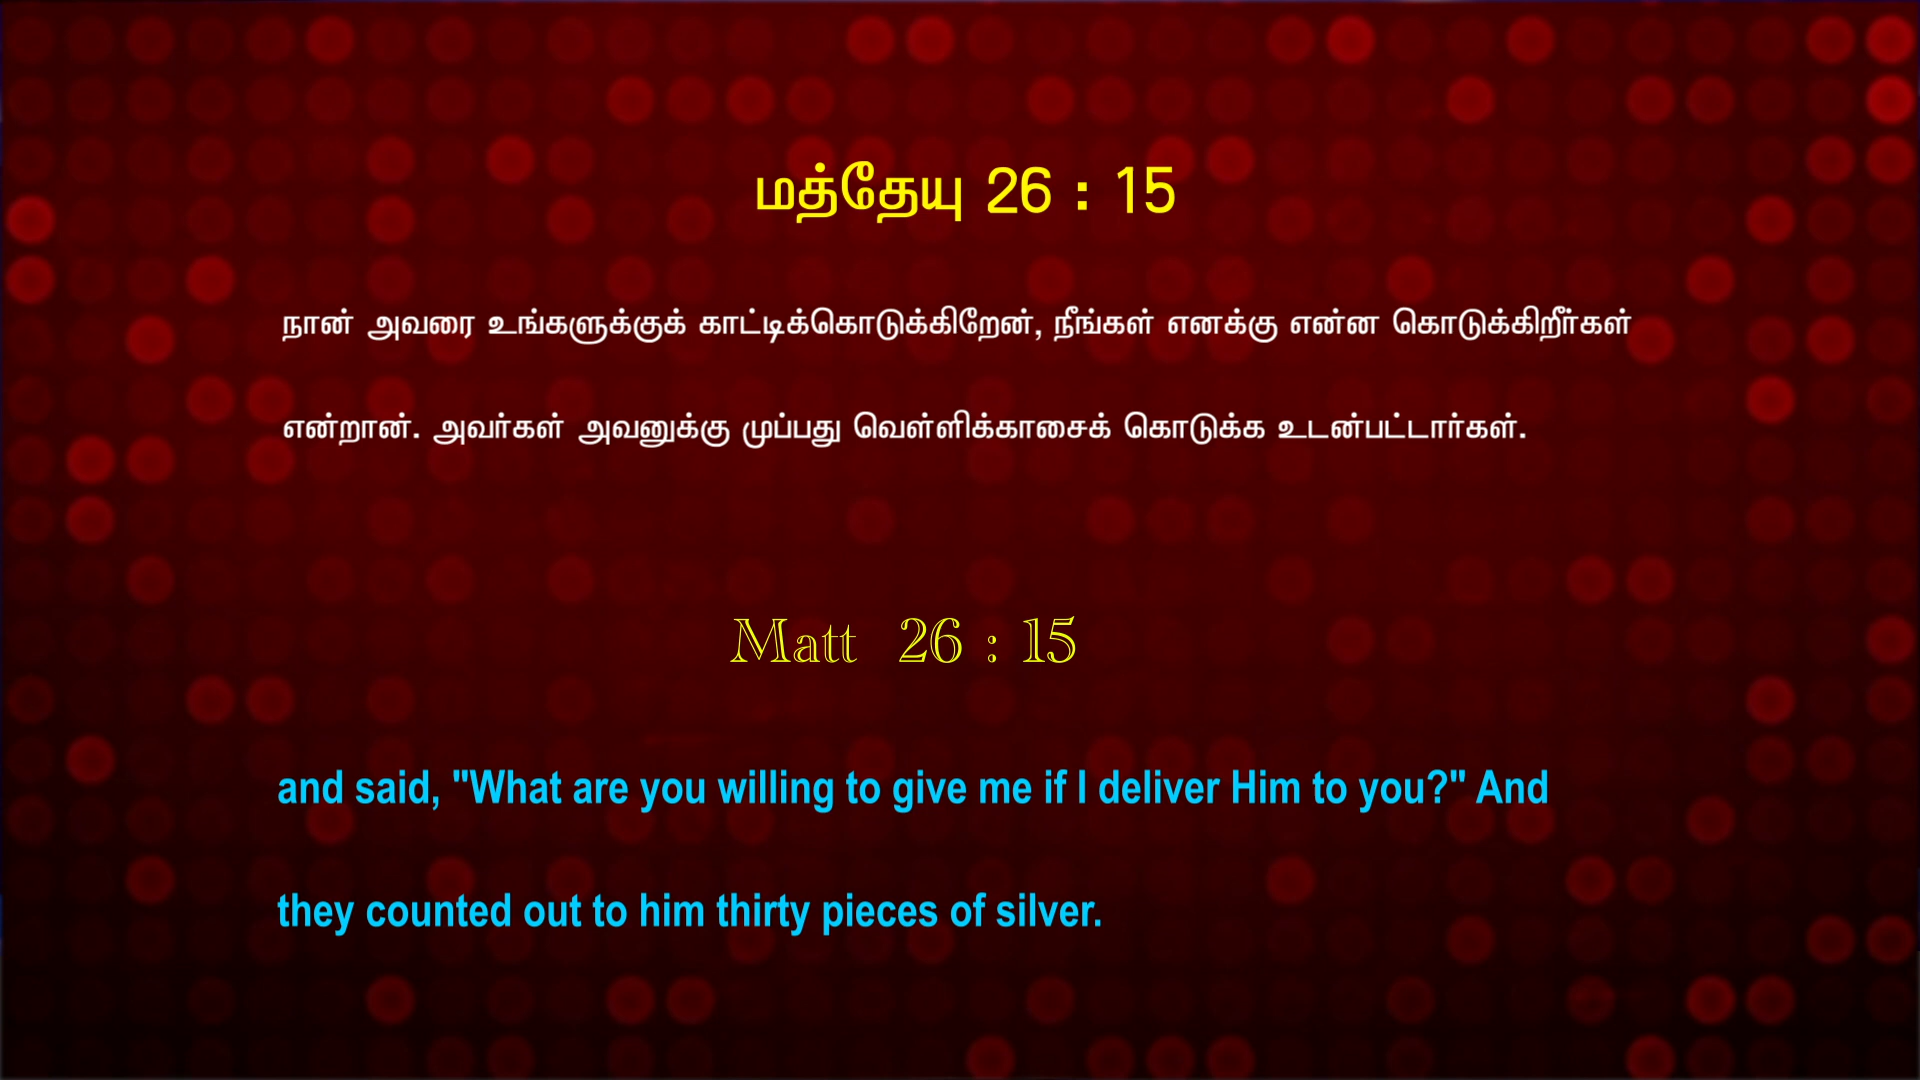 மத்தேயு 26 : 15
நான் அவரை உங்களுக்குக் காட்டிக்கொடுக்கிறேன், நீங்கள் எனக்கு என்ன கொடுக்கிறீர்கள்
என்றான். அவர்கள் அவனுக்கு முப்பது வெள்ளிக்காசைக் கொடுக்க உடன்பட்டார்கள்.
Matt 26 : 15
and said, "What are you willing to give me if I deliver Him to you?" And
they counted out to him thirty pieces of silver.